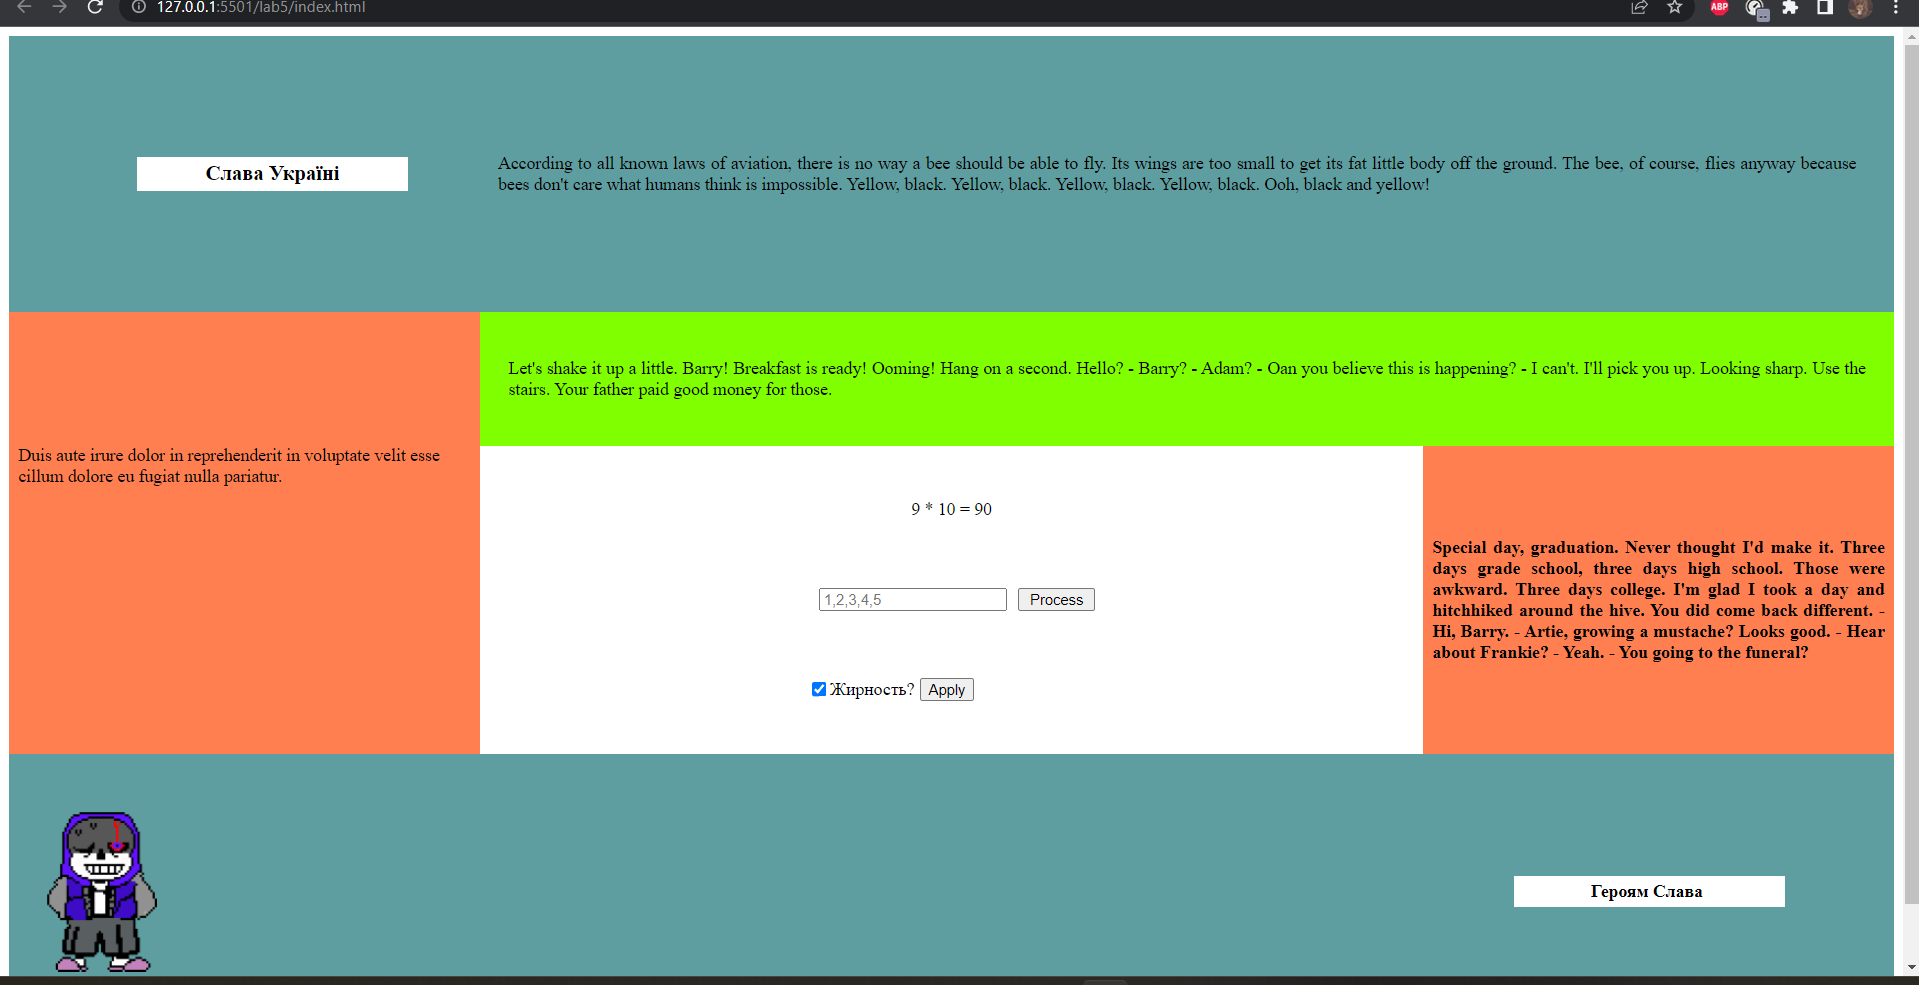 127.0.0.1:5501/lab5/index.html
ABP
Слава Україні
According to all known laws of aviation, there is no way a bee should be able to fly. Its wings are too small to get its fat little body off the ground. The bee, of course, flies anyway because
bees don't care what humans think is impossible. Yellow, black. Yellow, black. Yellow, black. Yellow, black. Ooh, black and yellow!
Let's shake it up a little. Barry! Breakfast is ready! Ooming! Hang on a second. Hello? - Barry? - Adam? - Oan you believe this is happening? - I can't. I'll pick you up. Looking sharp. Use the
stairs. Your father paid good money for those.
Duis aute irure dolor in reprehenderit in voluptate velit esse
cillum dolore eu fugiat nulla pariatur.
9 * 10 = 90
1,2,3,4,5 Process
Жирность? Apply
Special day, graduation. Never thought I'd make it. Three
days grade school, three days high school. Those were
awkward. Three days college. I'm glad I took a day and
hitchhiked around the hive. You did come back different. -
Hi, Barry. - Artie, growing a mustache? Looks good. - Hear
about Frankie? - Yeah. - You going to the funeral?
Героям Слава